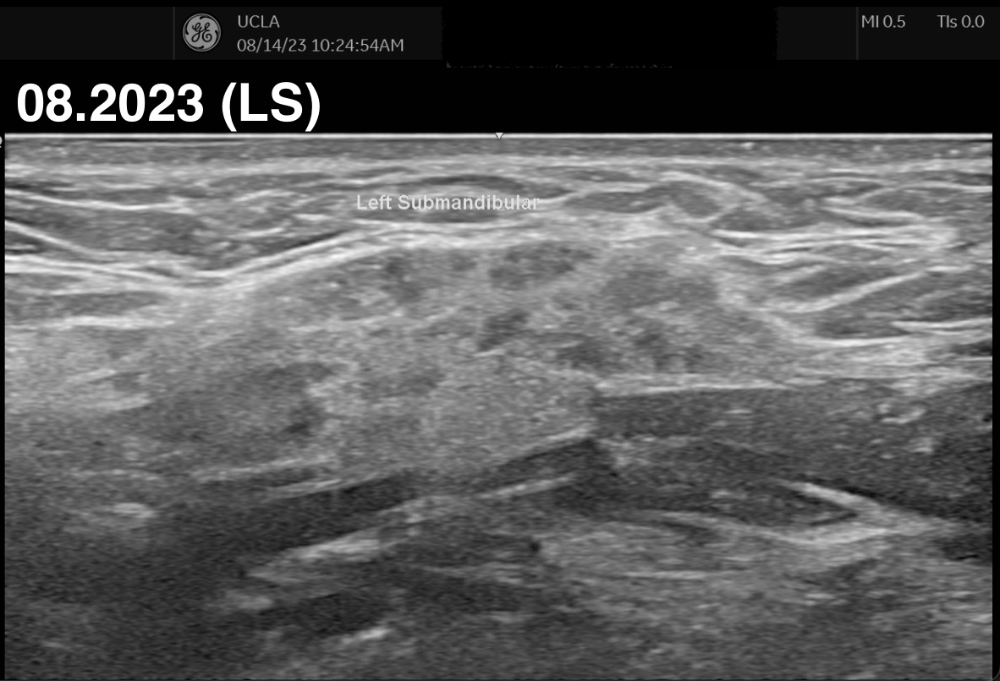 UCLA
08/14/23 10:24:54AM
MI 0.5 TIs 0.0
08.2023 (LS)
Left Submandibular